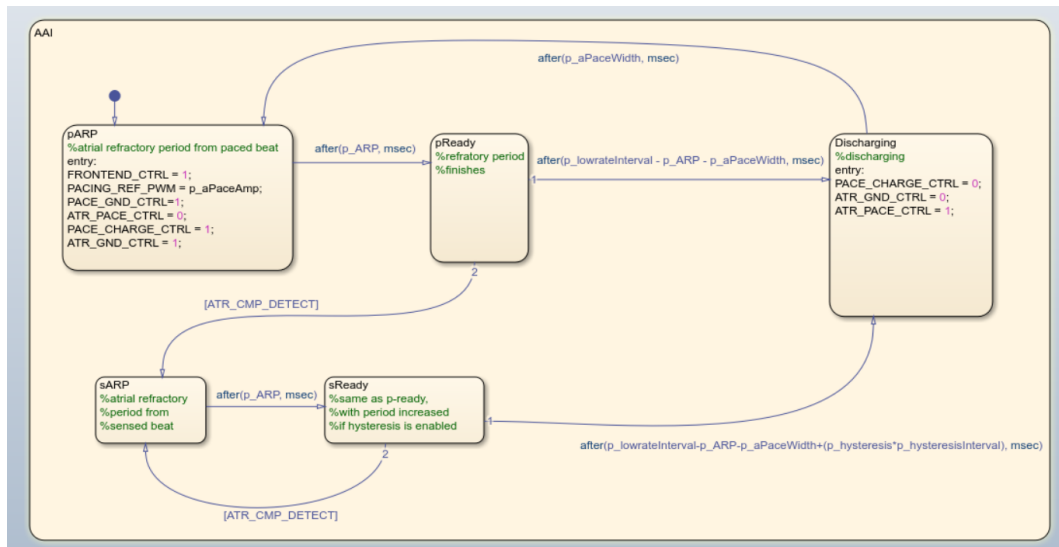 AAI
after(p_aPaceWidth, msec)
pARP
%atrial refractory period from paced beat
entry:
FRONTEND_CTRL = 1;
PACING_REF_PWM = p_aPaceAmp;
PACE_GND_CTRL=1;
ATR_PACE_CTRL = 0;
PACE_CHARGE_CTRL = 1;
ATR_GND_CTRL = 1;
after(p_ARP, msec)
pReady
%refratory period
%finishes
1
after(p_lowrateInterval - p_ARP - p_aPaceWidth, msec)
Discharging
%discharging
entry:
PACE_CHARGE_CTRL = 0;
ATR_GND_CTRL = 0;
ATR_PACE_CTRL = 1;
2
[ATR_CMP_DETECT]
sARP
%atrial refractory
%period from
%sensed beat
after(p_ARP, msec)
sReady
%same as p-ready,
%with period increased
%if hysteresis is enabled
1
after(p_lowrateInterval-p_ARP-p_aPaceWidth+(p_hysteresis*p_hysteresisInterval), msec)
2
[ATR_CMP_DETECT]